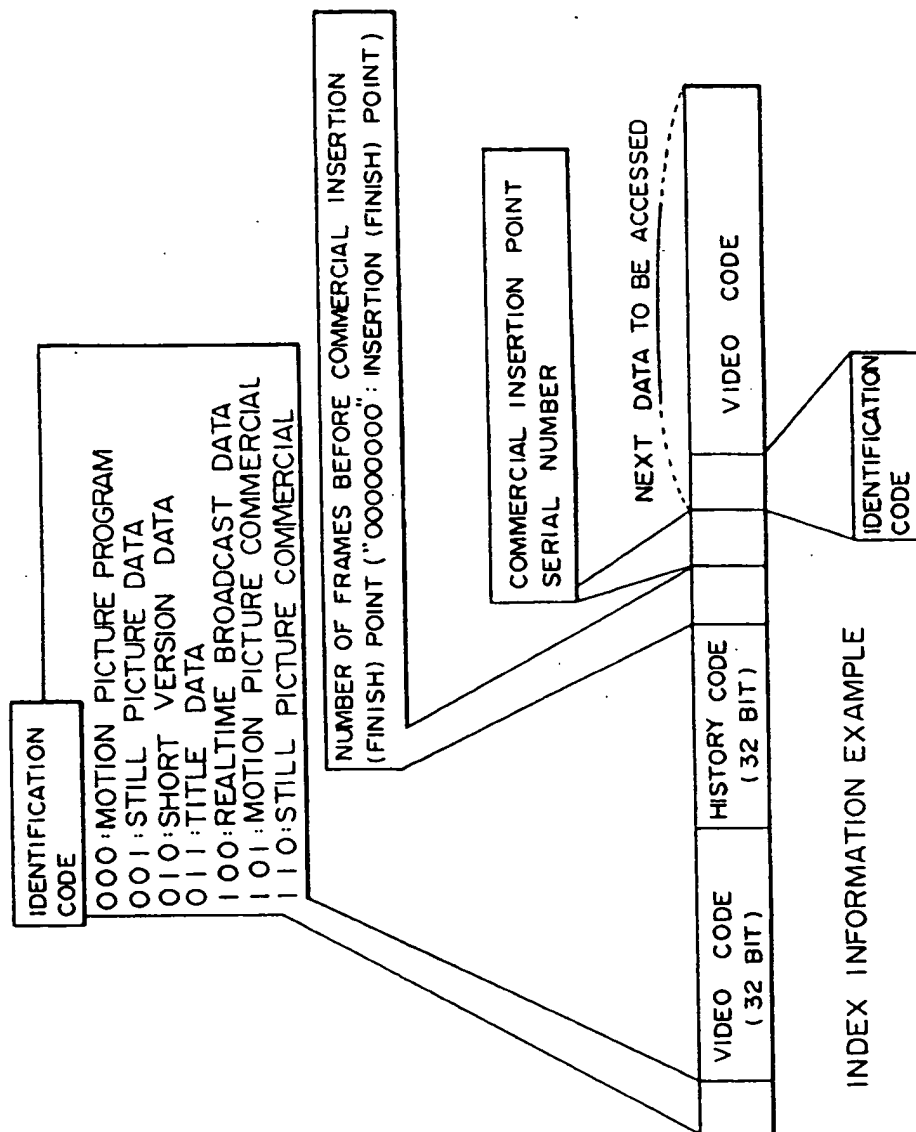 IDENTIFICATION
CODE
000:MOTION PICTURE PROGRAM
001:STILL PICTURE DATA
010:SHORT VERSION DATA
011:TITLE DATA
100:REALTIME BROADCAST DATA
101:MOTION PICTURE COMMERCIAL
110:STILL PICTURE COMMERCIAL
NUMBER OF FRAMES BEFORE COMMERCIAL INSERTION
(FINISH) POINT ("0000000": INSERTION (FINISH) POINT)
COMMERCIAL INSERTION POINT
SERIAL NUMBER
NEXT DATA TO BE ACCESSED
VIDEO CODE
(32 BIT)
HISTORY CODE
(32 BIT)
VIDEO CODE
IDENTIFICATION
CODE
INDEX INFORMATION EXAMPLE